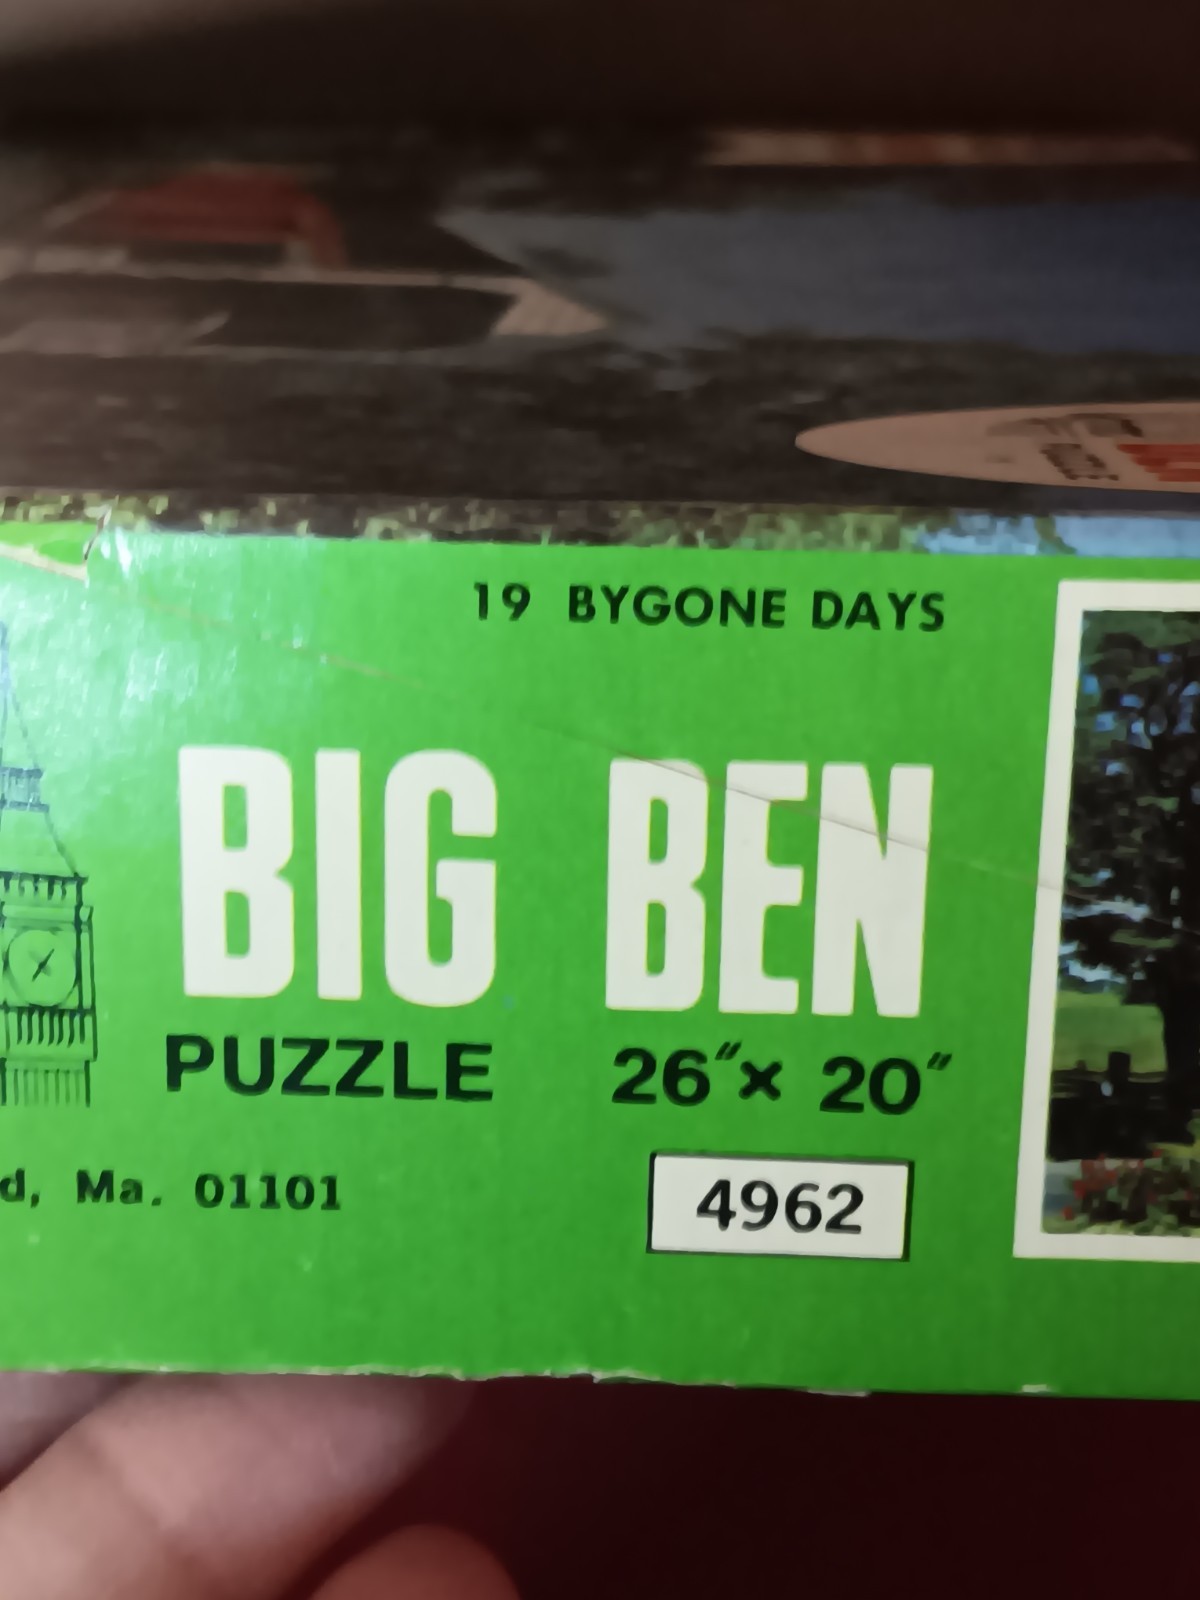 19 BYGONE DAYS
BIG BEN
PUZZLE 26″x 20″
d, Ma. 01101
4962